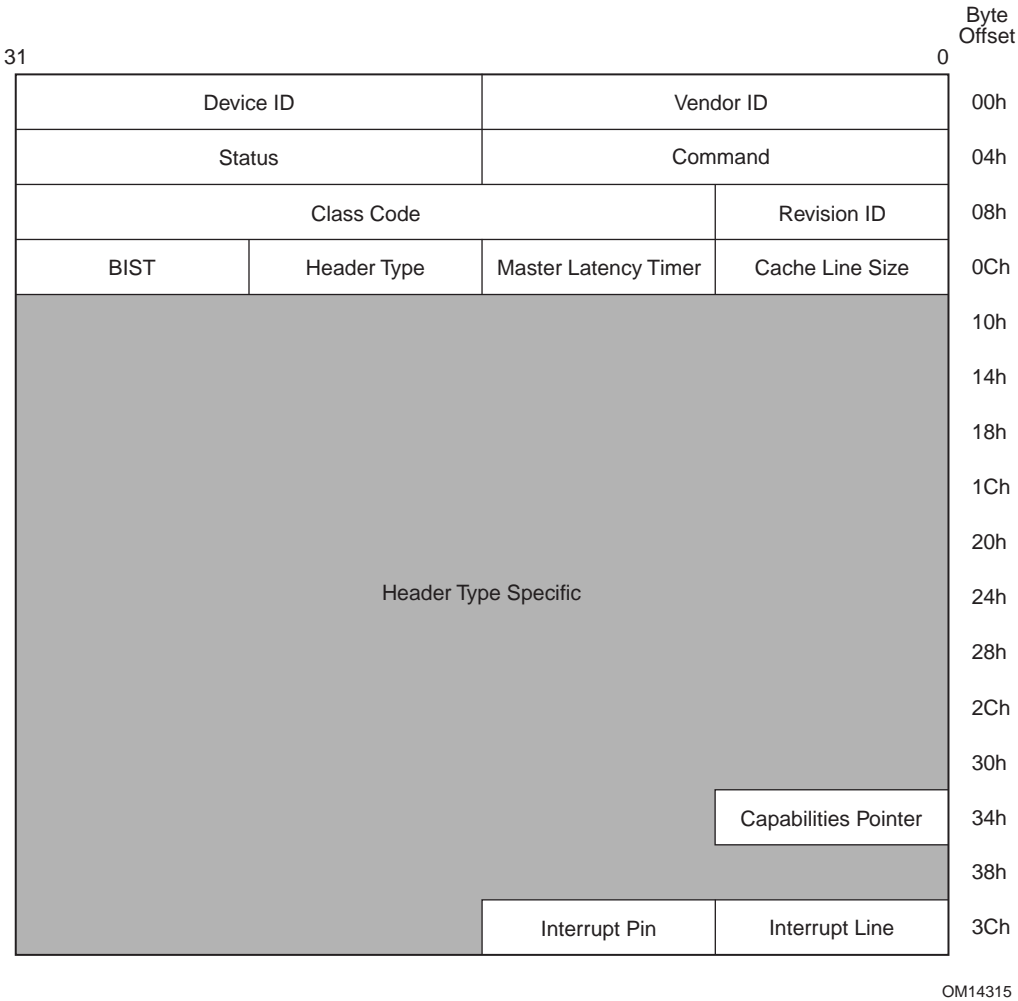 Byte
Offset
31 0
Device ID Vendor ID 00h
Status Command 04h
Class Code Revision ID 08h
BIST Header Type Master Latency Timer Cache Line Size 0Ch
10h
14h
18h
1Ch
20h
Header Type Specific 24h
28h
2Ch
30h
Capabilities Pointer 34h
38h
Interrupt Pin Interrupt Line 3Ch
OM14315